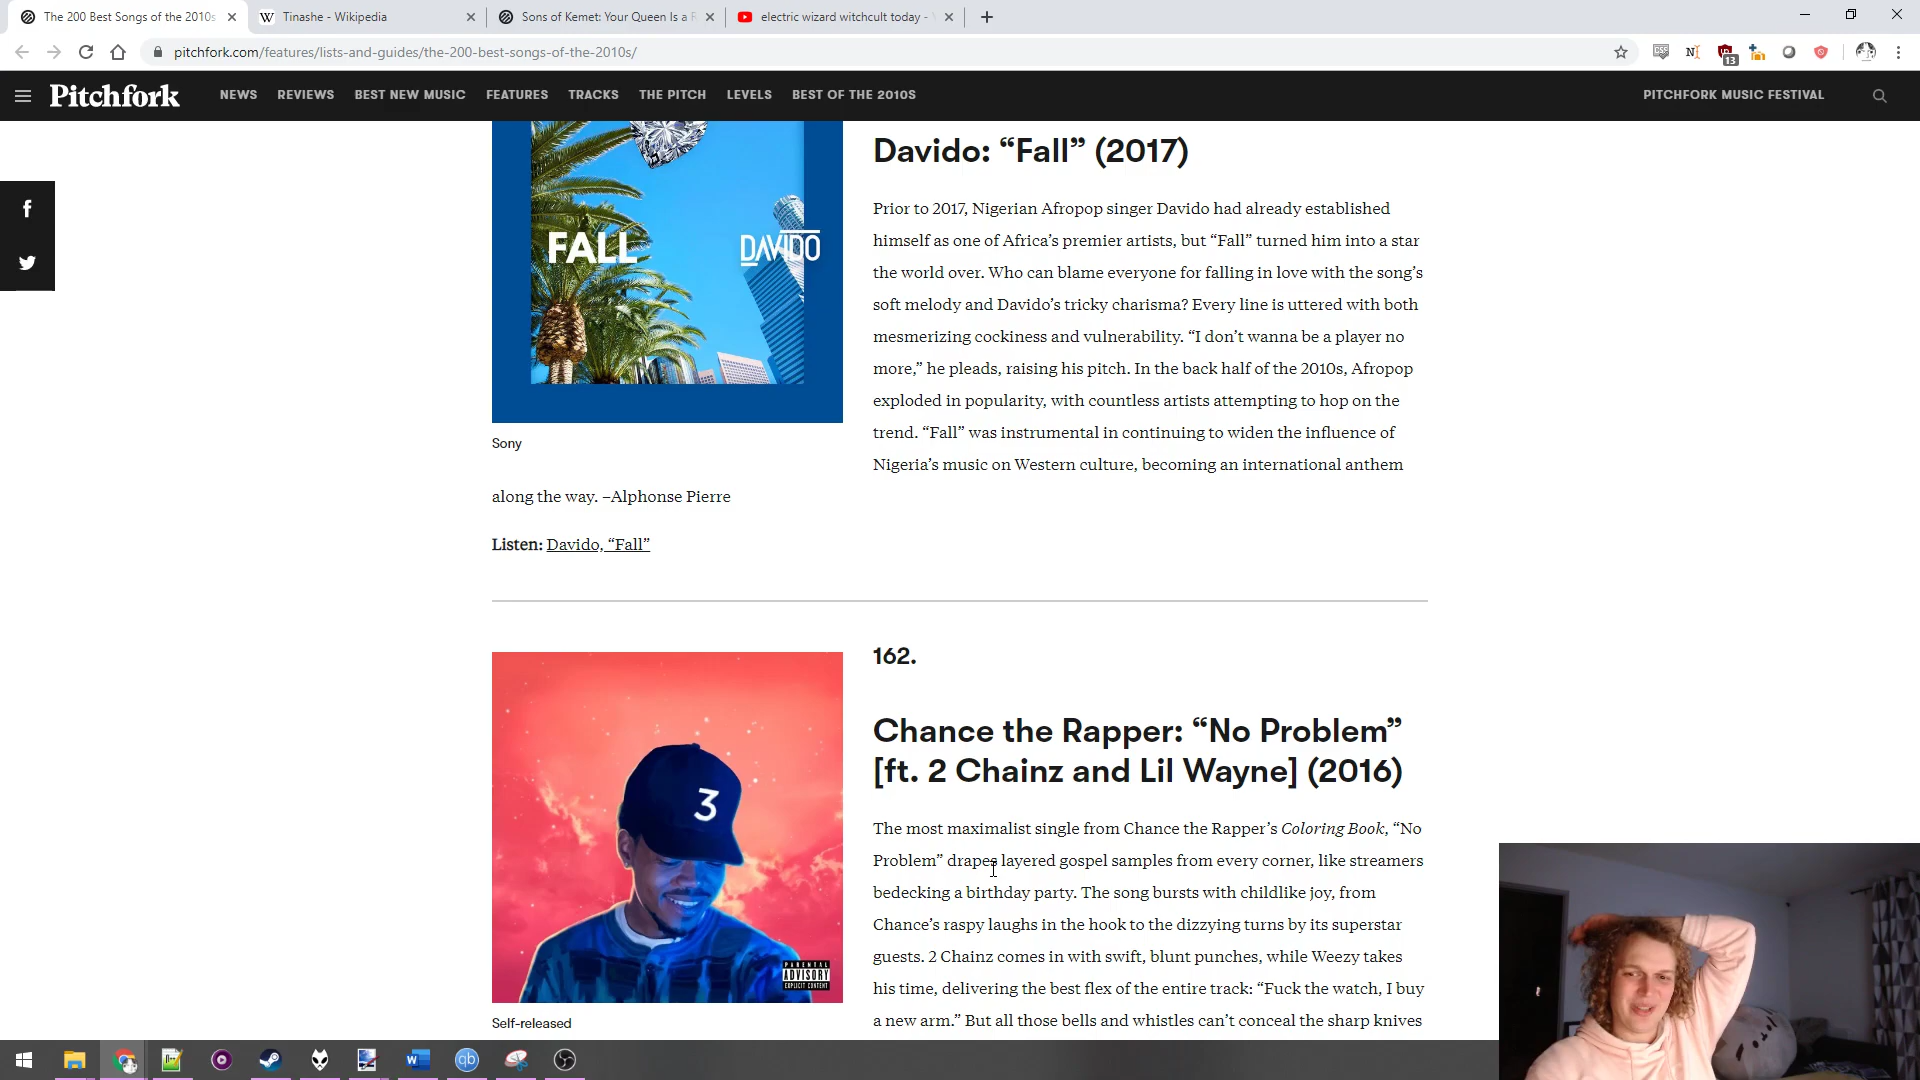 The 200 Best Songs of the 2010s
Tinashe - Wikipedia
Sons of Kemet: Your Queen Is a R
electric wizard witchcult today -
pitchfork.com/features/lists-and-guides/the-200-best-songs-of-the-2010s/
13
Pitchfork
NEWS
REVIEWS
BEST NEW MUSIC
FEATURES
TRACKS
THE PITCH
LEVELS
BEST OF THE 2010S
PITCHFORK MUSIC FESTIVAL
FALL
DAVIDO
Davido: “Fall” (2017)
Prior to 2017, Nigerian Afropop singer Davido had already established
himself as one of Africa’s premier artists, but “Fall” turned him into a star
the world over. Who can blame everyone for falling in love with the song’s
soft melody and Davido’s tricky charisma? Every line is uttered with both
mesmerizing cockiness and vulnerability. “I don’t wanna be a player no
more,” he pleads, raising his pitch. In the back half of the 2010s, Afropop
exploded in popularity, with countless artists attempting to hop on the
trend. “Fall” was instrumental in continuing to widen the influence of
Nigeria’s music on Western culture, becoming an international anthem
Sony
along the way. –Alphonse Pierre
Listen: Davido, “Fall”
162.
Chance the Rapper: “No Problem”
[ft. 2 Chainz and Lil Wayne] (2016)
The most maximalist single from Chance the Rapper’s Coloring Book, “No
Problem” drapes layered gospel samples from every corner, like streamers
bedecking a birthday party. The song bursts with childlike joy, from
Chance’s raspy laughs in the hook to the dizzying turns by its superstar
guests. 2 Chainz comes in with swift, blunt punches, while Weezy takes
his time, delivering the best flex of the entire track: “Fuck the watch, I buy
a new arm.” But all those bells and whistles can’t conceal the sharp knives
3
PARENTAL
ADVISORY
EXPLICIT CONTENT
Self-released